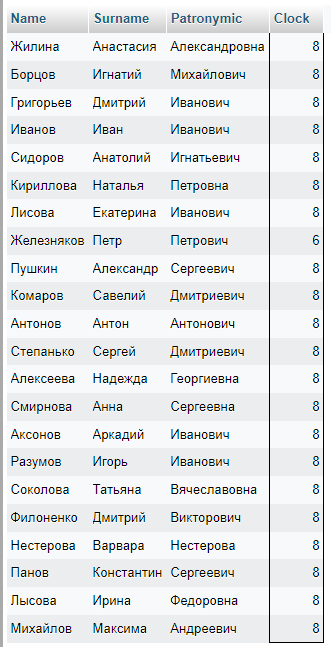 Name Surname Patronymic Clock
Жилина Анастасия Александровна 8
Борцов Игнатий Михайлович 8
Григорьев Дмитрий Иванович 8
Иванов Иван Иванович 8
Сидоров Анатолий Игнатьевич 8
Кириллова Наталья Петровна 8
Лисова Екатерина Иванович 8
Железняков Петр Петрович 6
Пушкин Александр Сергеевич 8
Комаров Савелий Дмитриевич 8
Антонов Антон Антонович 8
Степанько Сергей Дмитриевич 8
Алексеева Надежда Георгиевна 8
Смирнова Анна Сергеевна 8
Аксонов Аркадий Иванович 8
Разумов Игорь Иванович 8
Соколова Татьяна Вячеславовна 8
Филоненко Дмитрий Викторович 8
Нестерова Варвара Нестерова 8
Панов Константин Сергеевич 8
Лысова Ирина Федоровна 8
Михайлов Максима Андреевич 8